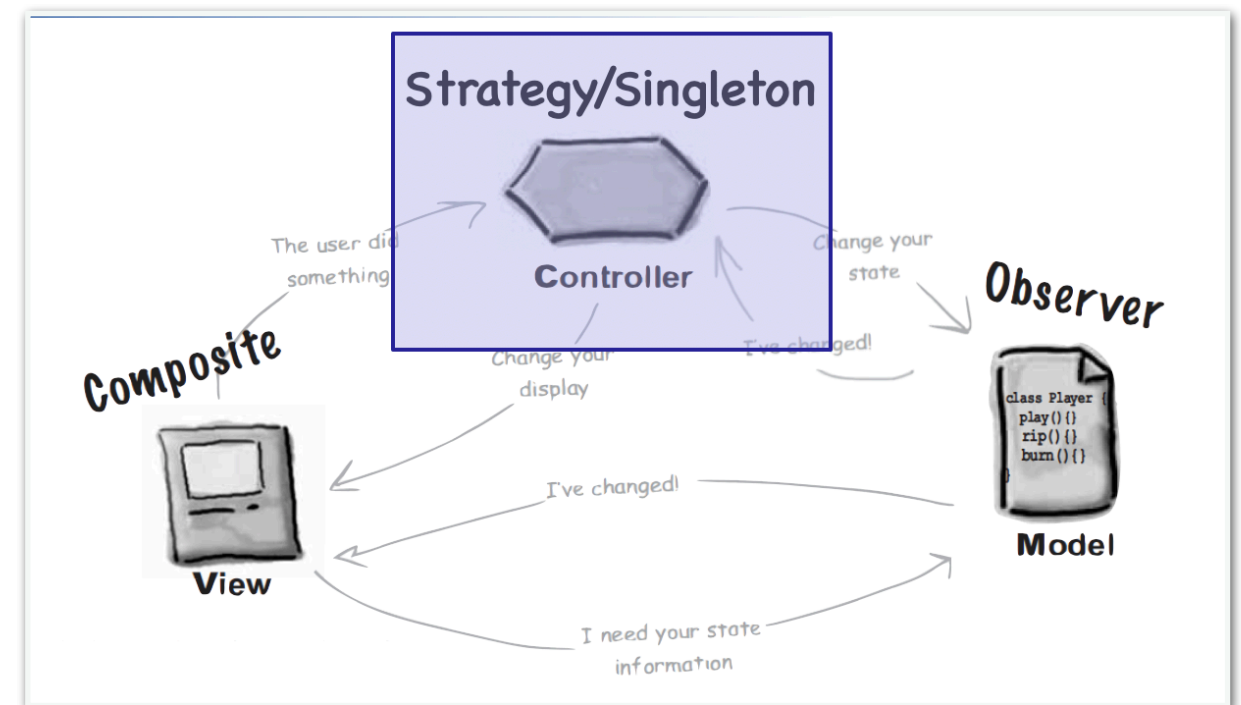 Strategy/Singleton
The user did
something
Controller
Change your
state
Observer
Composite
Change your
display
I've changed!
class Player {
play(){}
rip(){}
burn(){}
}
I've changed!
View
Model
I need your state
information